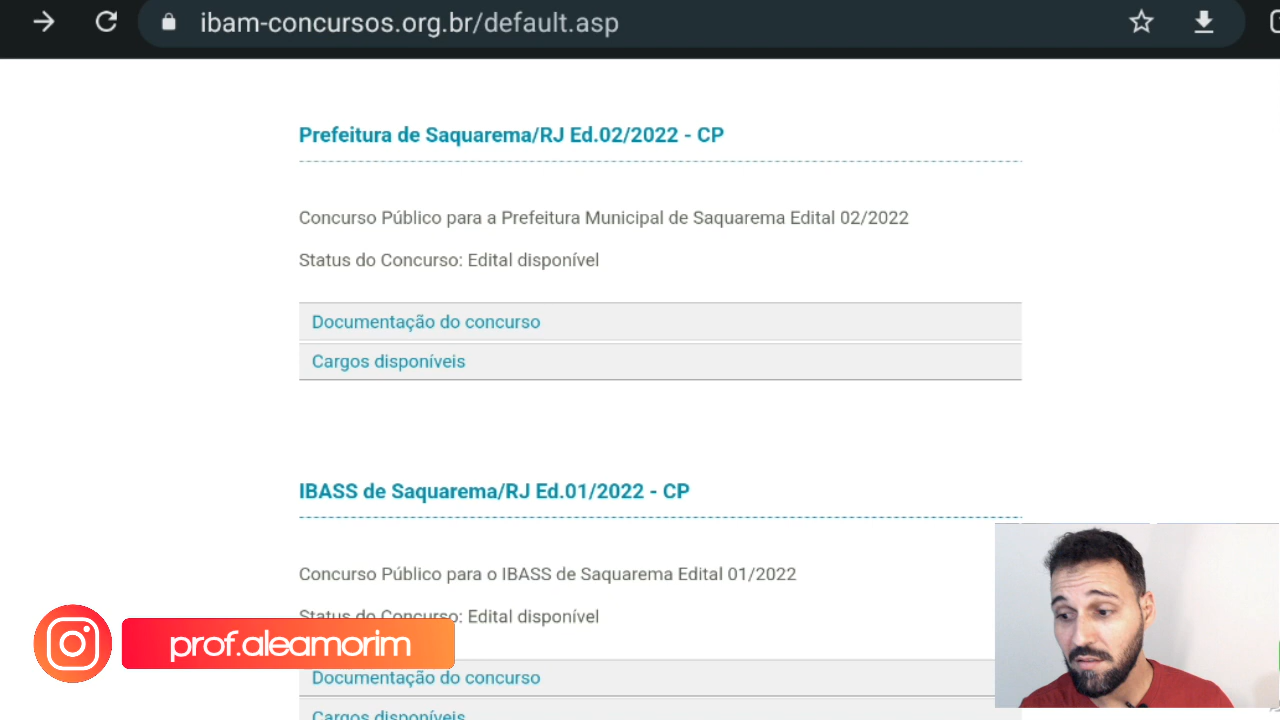 ibam-concursos.org.br/default.asp
Prefeitura de Saquarema/RJ Ed.02/2022 - CP
Concurso Público para a Prefeitura Municipal de Saquarema Edital 02/2022
Status do Concurso: Edital disponível
Documentação do concurso
Cargos disponíveis
IBASS de Saquarema/RJ Ed.01/2022 - CP
Concurso Público para o IBASS de Saquarema Edital 01/2022
Status do Concurso: Edital disponível
prof.aleamorim
Documentação do concurso
Cargos disponíveis